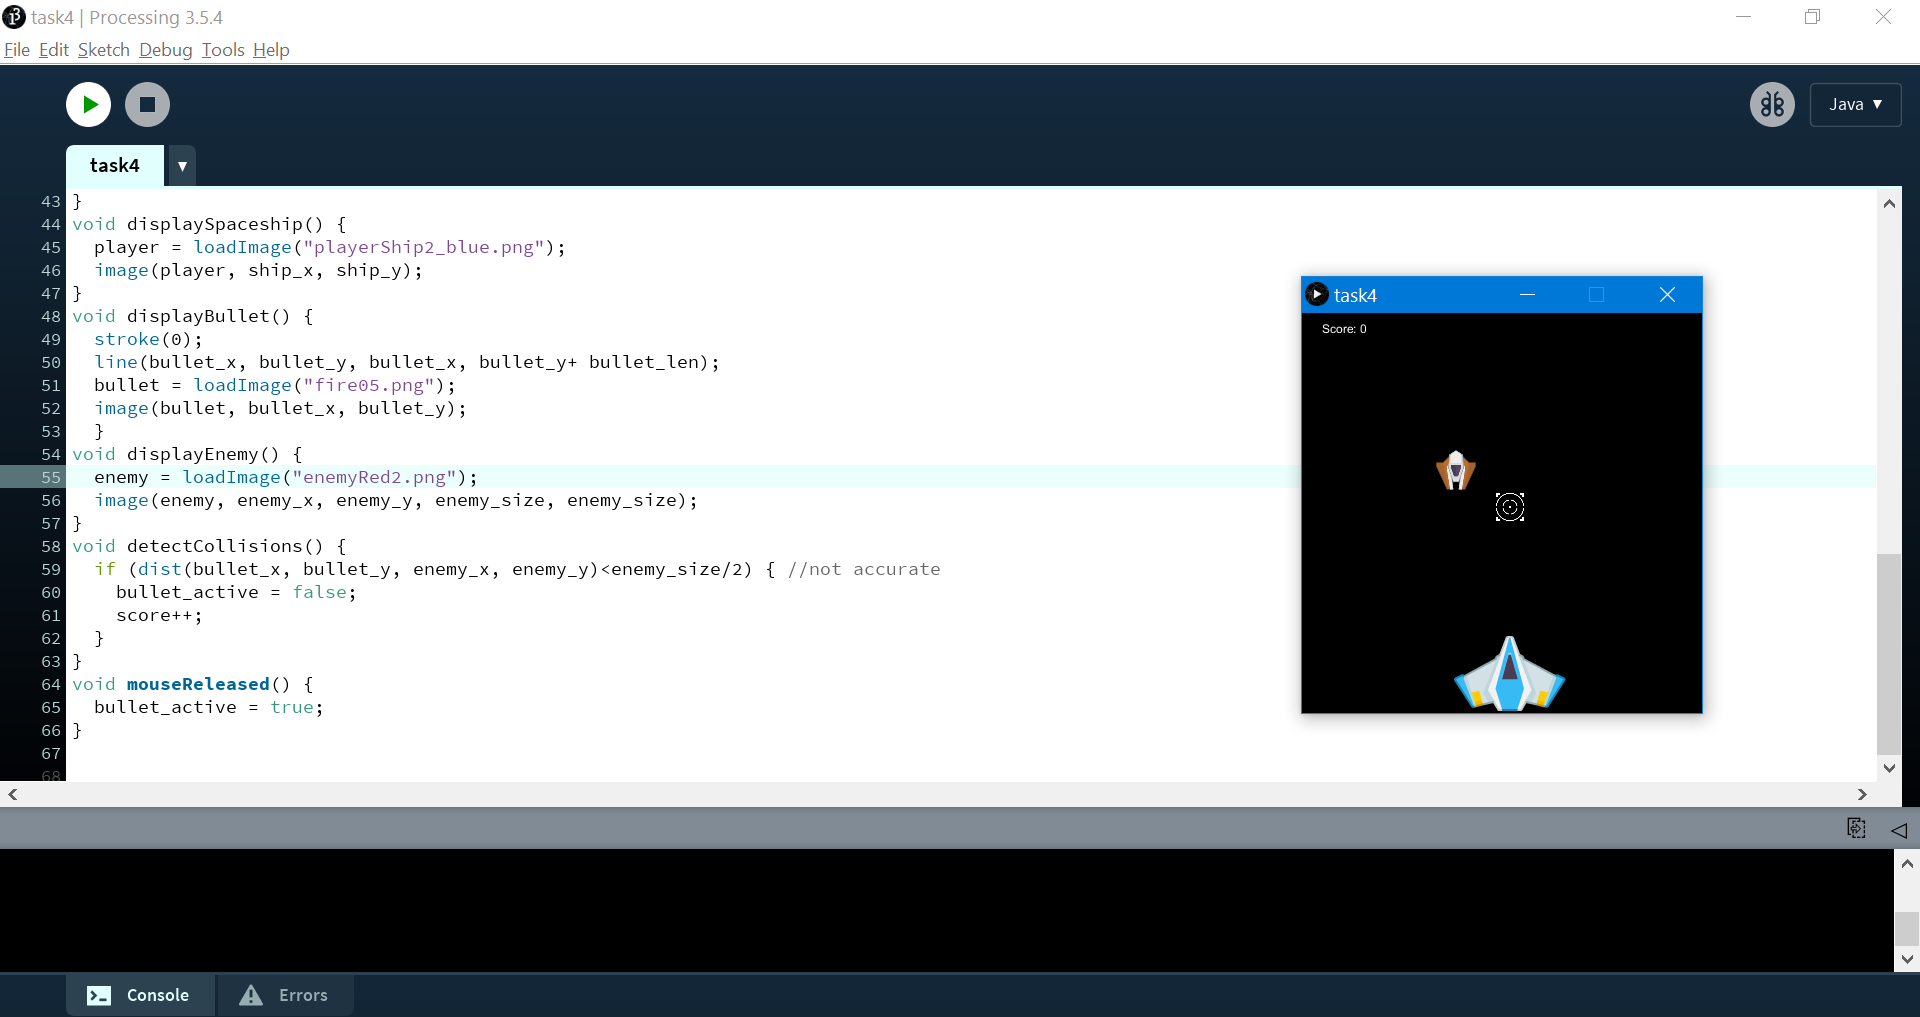 task4 | Processing 3.5.4
File Edit Sketch Debug Tools Help
Java ▼
task4 ▼
43 }
44 void displaySpaceship() {
45   player = loadImage("playerShip2_blue.png");
46   image(player, ship_x, ship_y);
47 }
48 void displayBullet() {
49   stroke(0);
50   line(bullet_x, bullet_y, bullet_x, bullet_y+ bullet_len);
51   bullet = loadImage("fire05.png");
52   image(bullet, bullet_x, bullet_y);
53   }
54 void displayEnemy() {
55   enemy = loadImage("enemyRed2.png");
56   image(enemy, enemy_x, enemy_y, enemy_size, enemy_size);
57 }
58 void detectCollisions() {
59   if (dist(bullet_x, bullet_y, enemy_x, enemy_y)<enemy_size/2) { //not accurate
60     bullet_active = false;
61     score++;
62   }
63 }
64 void mouseReleased() {
65   bullet_active = true;
66 }
67
68
task4
Score: 0
Console Errors